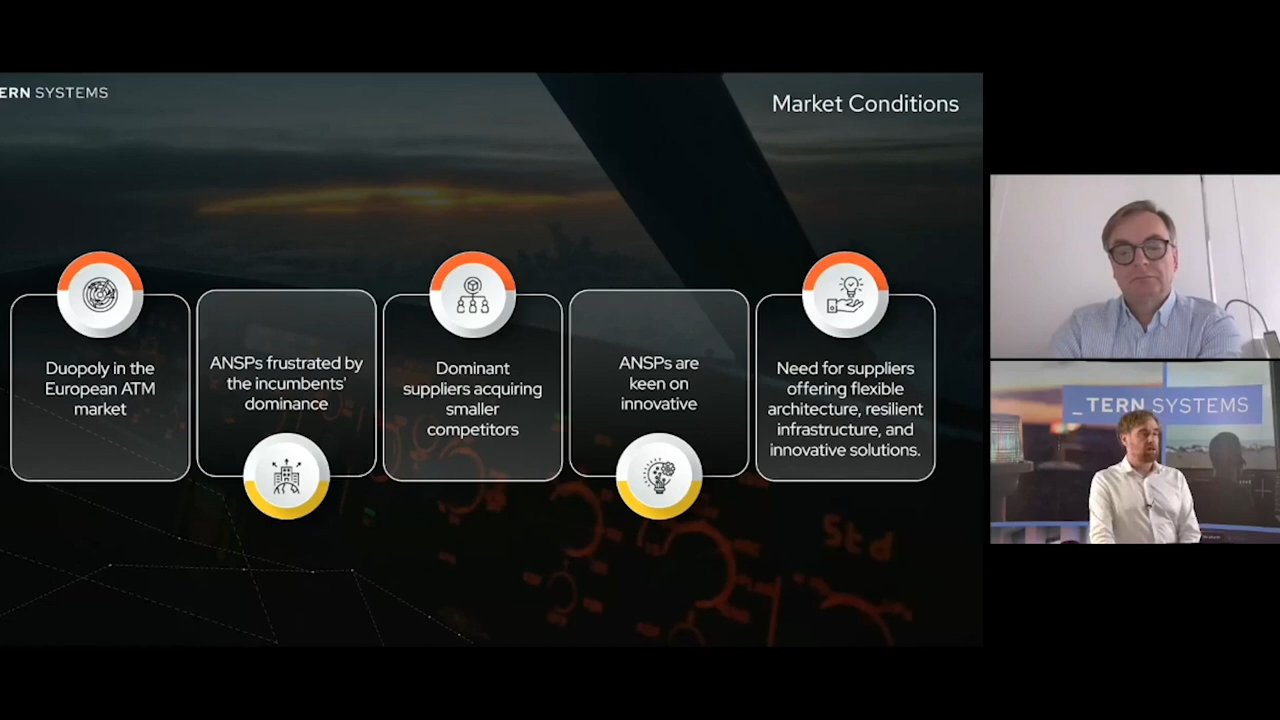 ERN SYSTEMS
Market Conditions
Duopoly in the
European ATM
market
ANSPs frustrated by
the incumbents'
dominance
Dominant
suppliers acquiring
smaller
competitors
ANSPs are
keen on
innovative
Need for suppliers
offering flexible
architecture, resilient
infrastructure, and
innovative solutions.
Std
_TERN SYSTEMS